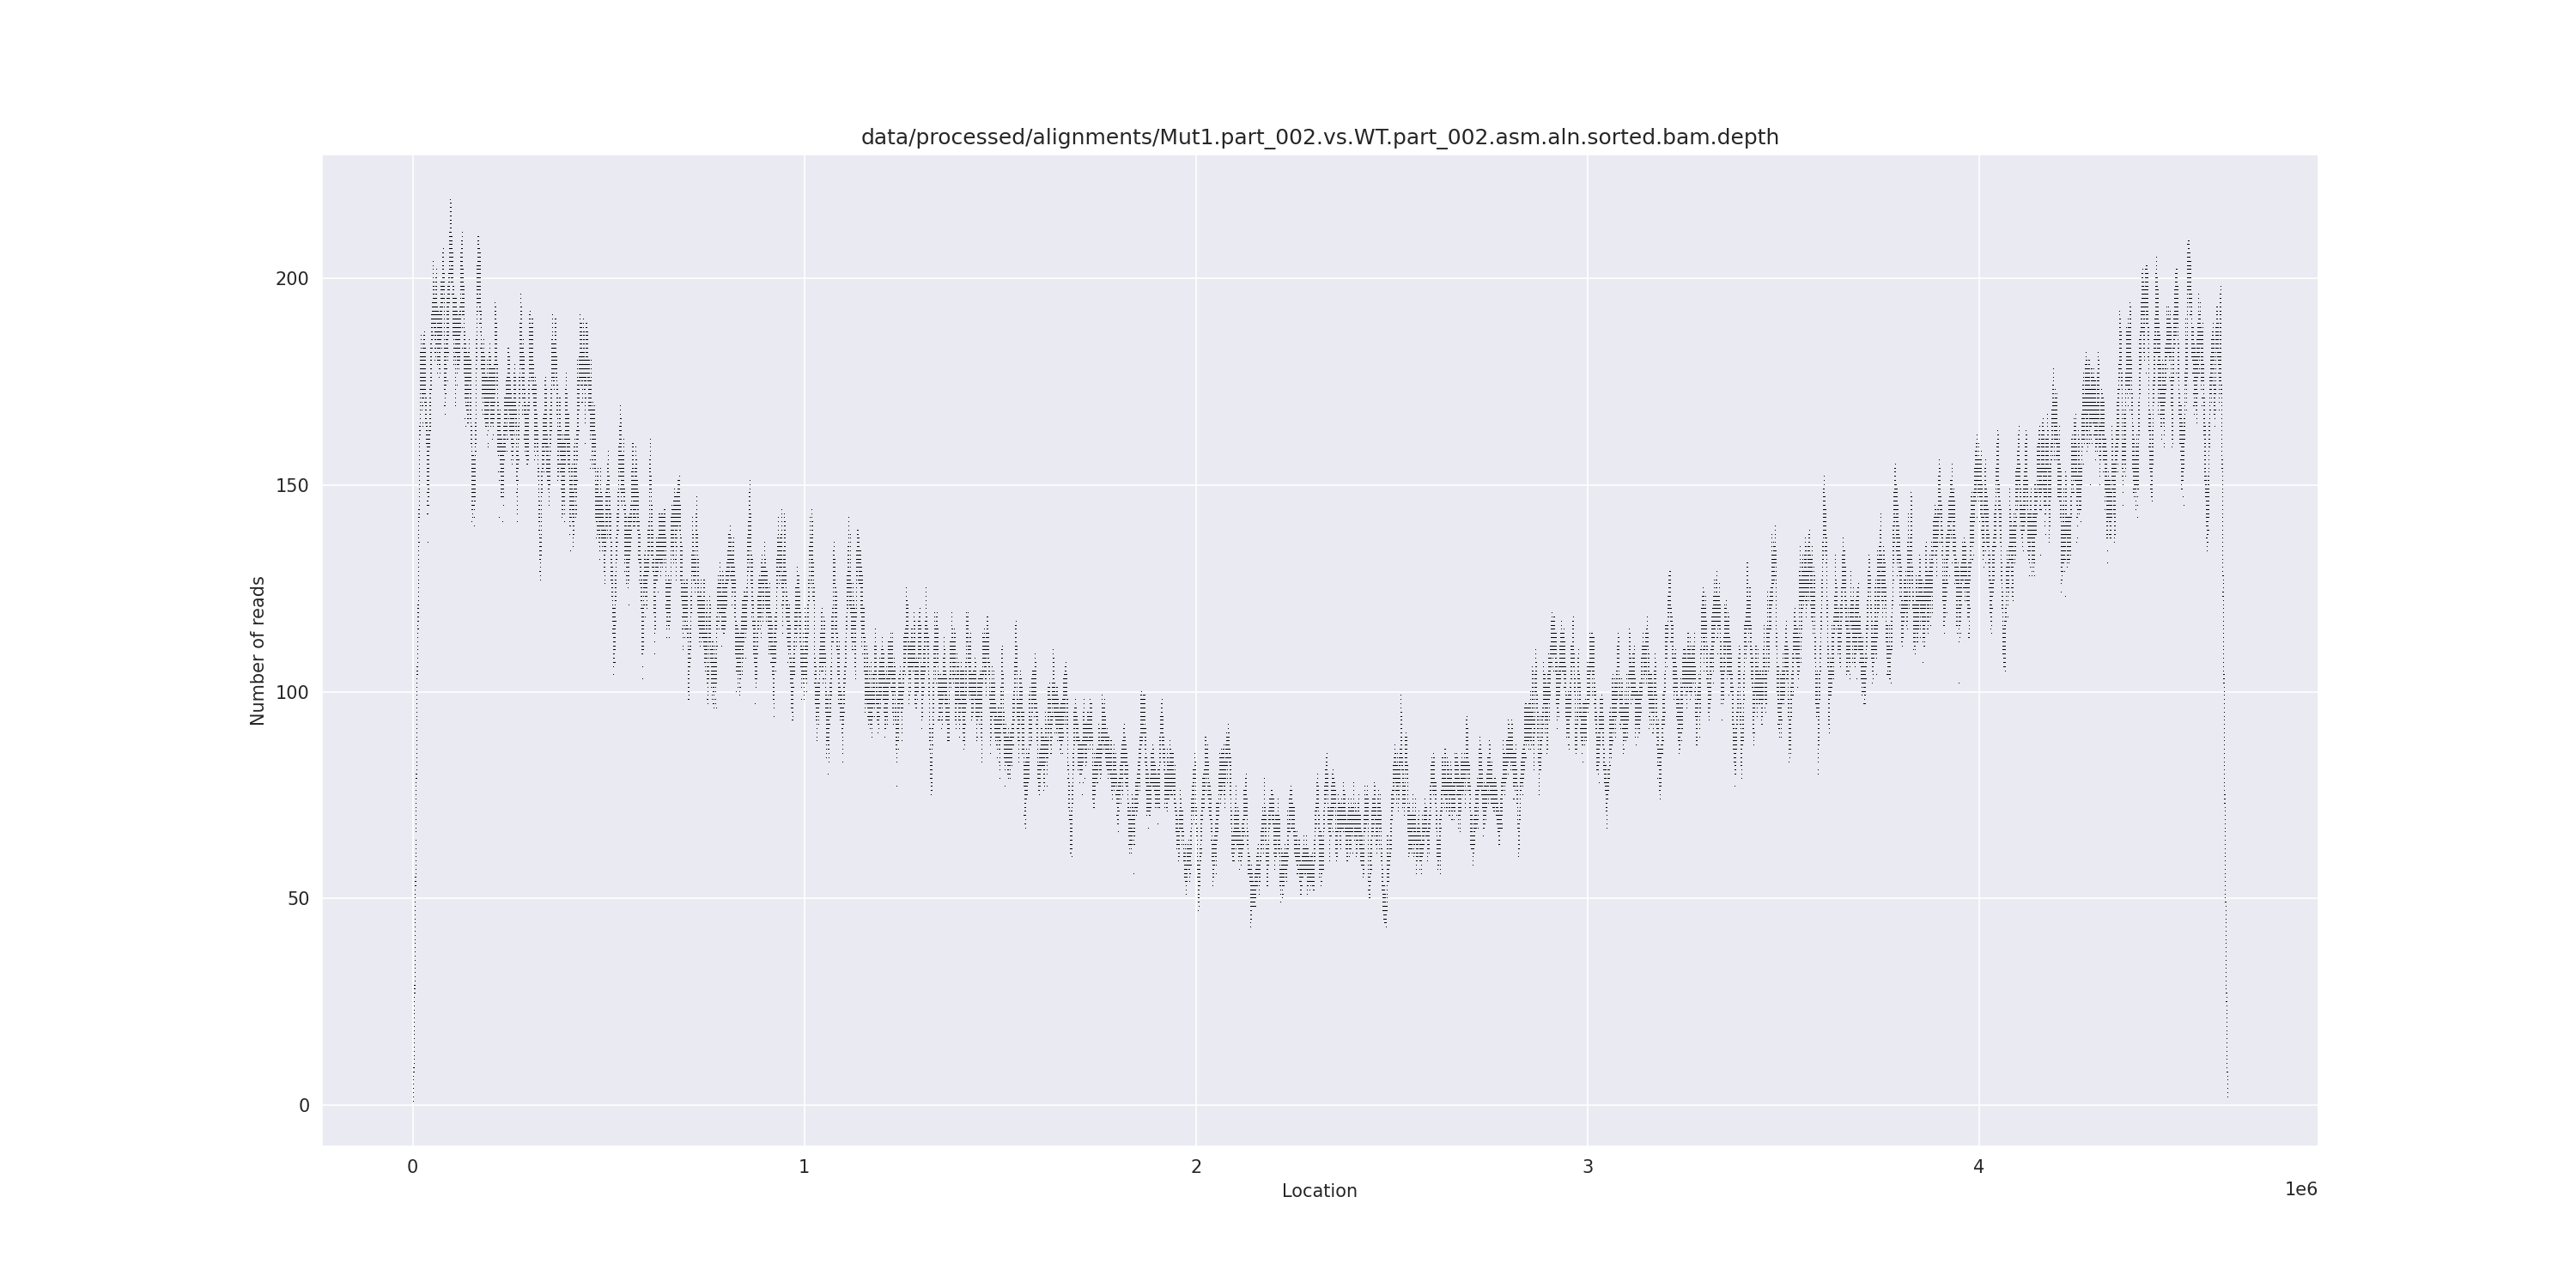 data/processed/alignments/Mut1.part_002.vs.WT.part_002.asm.aln.sorted.bam.depth
Number of reads
200
150
100
50
0
0 1 2 3 4
Location
1e6